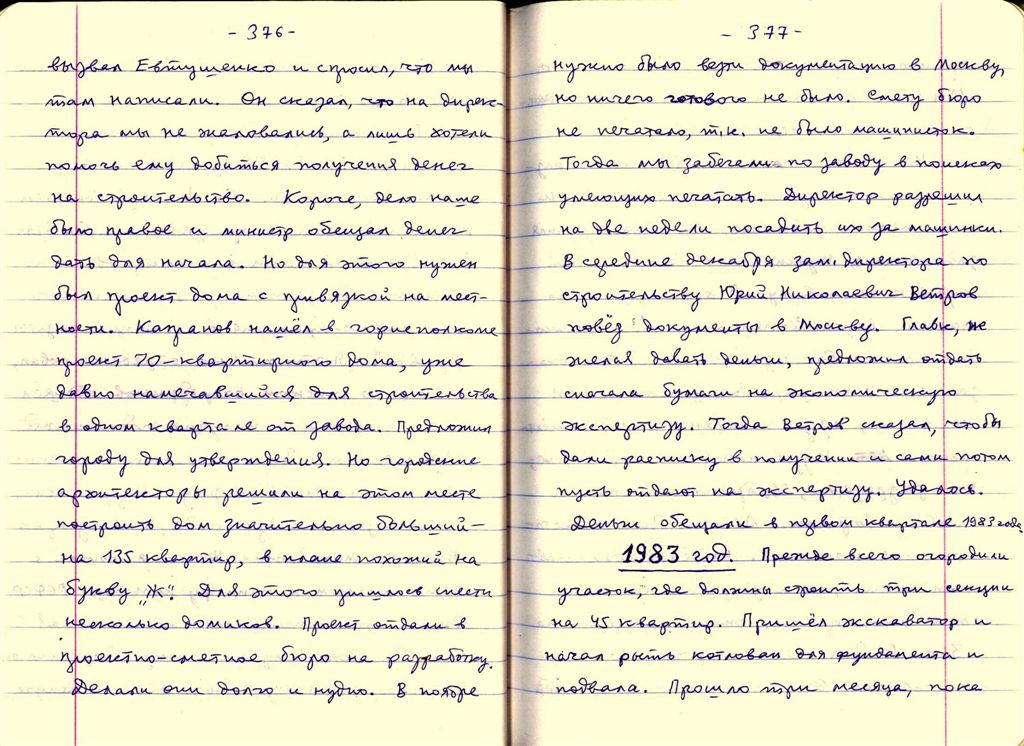 - 376 -
вызвал Евтушенко и спросил, что мы
там написали. Он сказал, что на дирек-
тора мы не жаловались, а лишь хотели
помочь ему добиться получения денег
на строительство. Короче, дело наше
было правое и министр обещал денег
дать для начала. Но для этого нужен
был проект дома с привязкой на мест-
ности. Капранов нашёл в горисполкоме
проект 70-квартирного дома, уже
давно намечавшийся для строительства
в одном квартале от завода. Предложил
городу для утверждения. Но городские
архитекторы решили на этом месте
построить дом значительно больший -
на 135 квартир, в плане похожий на
букву „Ж". Для этого пришлось снести
несколько домиков. Проект отдали в
проектно-сметное бюро на разработку.
Делали они долго и нудно. В ноябре
- 377 -
нужно было везти документацию в Москву,
но ничего готового не было. Смету бюро
не печатало, т.к. не было машинисток.
Тогда мы забегали по заводу в поисках
умеющих печатать. Директор разрешил
на две недели посадить их за машинки.
В середине декабря зам. директора по
строительству Юрий Николаевич Ветров
повёз документы в Москву. Главк, не
желая давать деньги, предложил отдать
сначала бумаги на экономическую
экспертизу. Тогда Ветров сказал, чтобы
дали расписку в получении и сами потом
пусть отдают на экспертизу. Удалось.
Деньги обещали в первом квартале 1983 года.
1983 год. Прежде всего огородили
участок, где должны строить три секции
на 45 квартир. Пришёл экскаватор и
начал рыть котлован для фундамента и
подвала. Прошло три месяца, пока